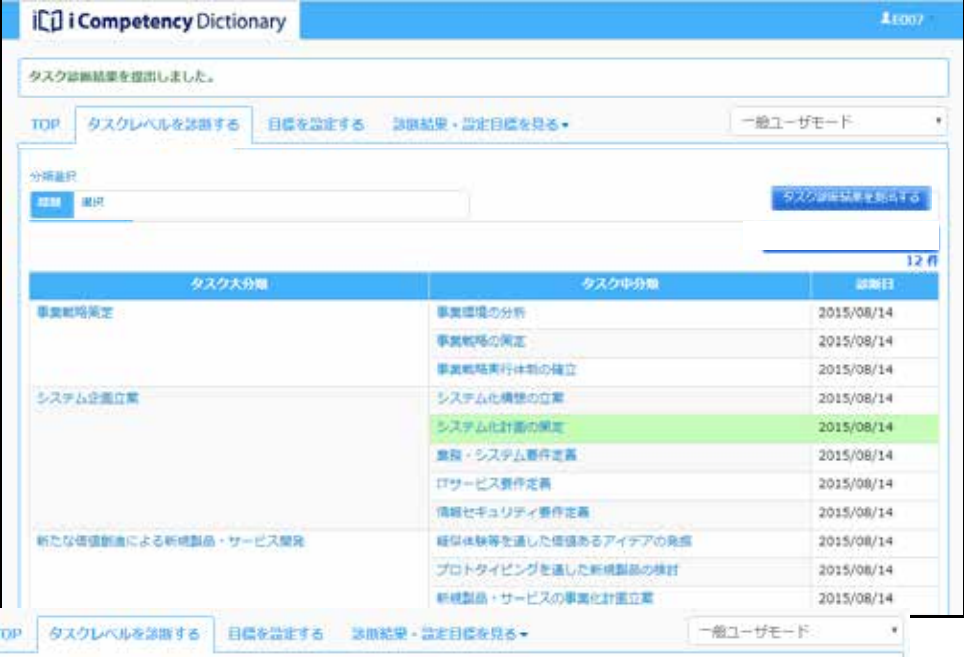 iCD i Competency Dictionary
E007
タスク診断結果を提出しました。
TOP タスクレベルを診断する 目標を設定する 診断結果・設定目標を見る▾ 一般ユーザモード
分類選択
選択
タスク診断結果を提出する
12 件
タスク大分類 タスク中分類 診断日
事業戦略策定 事業環境の分析 2015/08/14
事業戦略の策定 2015/08/14
事業戦略実行体制の確立 2015/08/14
システム企画立案 システム化構想の立案 2015/08/14
システム化計画の策定 2015/08/14
業務・システム要件定義 2015/08/14
ITサービス要件定義 2015/08/14
情報セキュリティ要件定義 2015/08/14
新たな価値創造による新規製品・サービス開発 疑似体験等を通した価値あるアイデアの発掘 2015/08/14
プロトタイピングを通した新規製品の検討 2015/08/14
新規製品・サービスの事業化計画立案 2015/08/14
OP タスクレベルを診断する 目標を設定する 診断結果・設定目標を見る▾ 一般ユーザモード